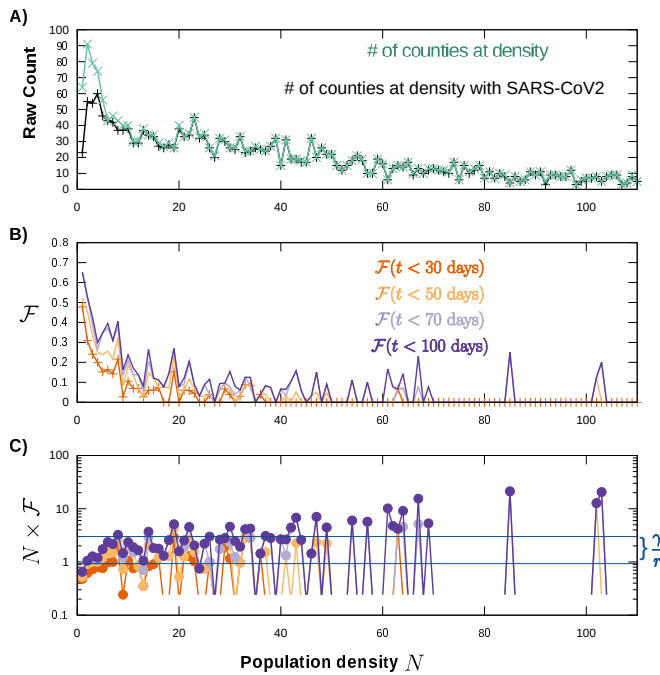 A)
# of counties at density
# of counties at density with SARS-CoV2
Raw Count
100
90
80
70
60
50
40
30
20
10
0
0 20 40 60 80 100
B)
ℱ(t < 30 days)
ℱ(t < 50 days)
ℱ(t < 70 days)
ℱ(t < 100 days)
ℱ
0.8
0.7
0.6
0.5
0.4
0.3
0.2
0.1
0
0 20 40 60 80 100
C)
N × ℱ
100
10
1
0.1
0 20 40 60 80 100
Population density N